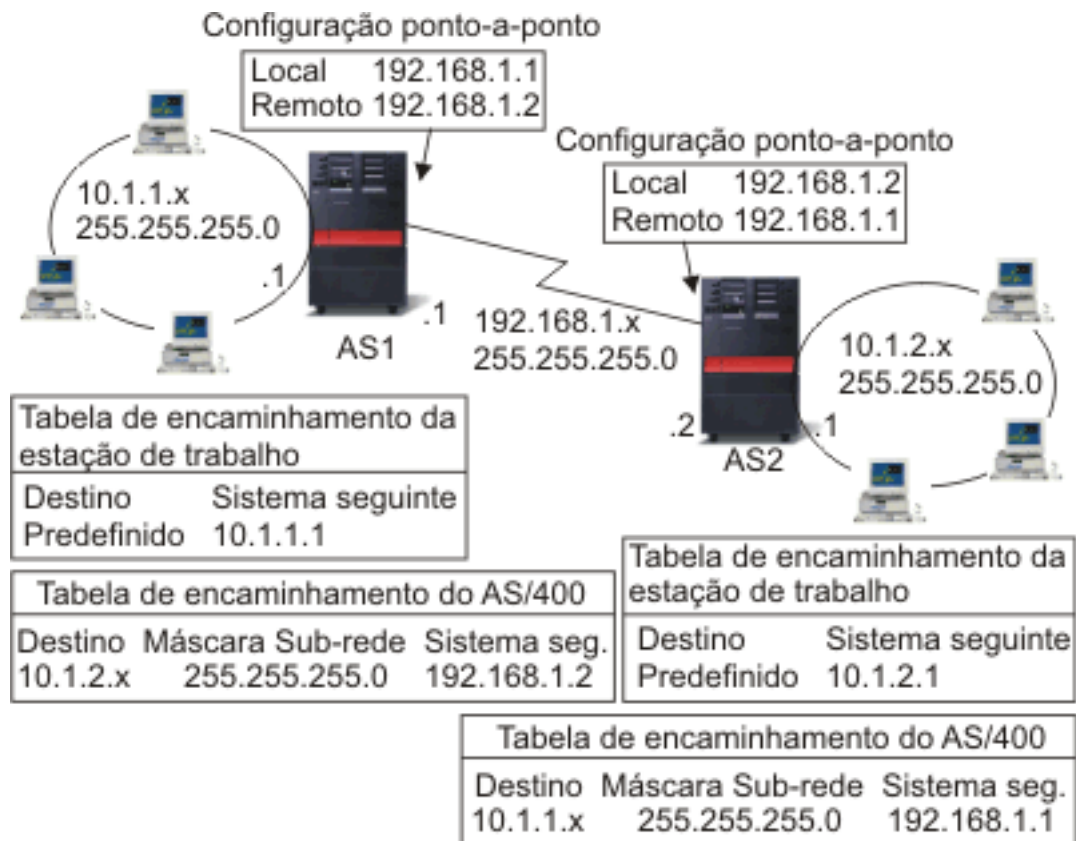 Configuração ponto-a-ponto
Local 192.168.1.1
Remoto 192.168.1.2
Configuração ponto-a-ponto
Local 192.168.1.2
Remoto 192.168.1.1
10.1.1.x
255.255.255.0
.1
.1
AS1
192.168.1.x
255.255.255.0
10.1.2.x
255.255.255.0
.2
.1
AS2
Tabela de encaminhamento da
estação de trabalho
Destino Sistema seguinte
Predefinido 10.1.1.1
Tabela de encaminhamento do AS/400
Destino Máscara Sub-rede Sistema seg.
10.1.2.x 255.255.255.0 192.168.1.2
Tabela de encaminhamento da
estação de trabalho
Destino Sistema seguinte
Predefinido 10.1.2.1
Tabela de encaminhamento do AS/400
Destino Máscara Sub-rede Sistema seg.
10.1.1.x 255.255.255.0 192.168.1.1